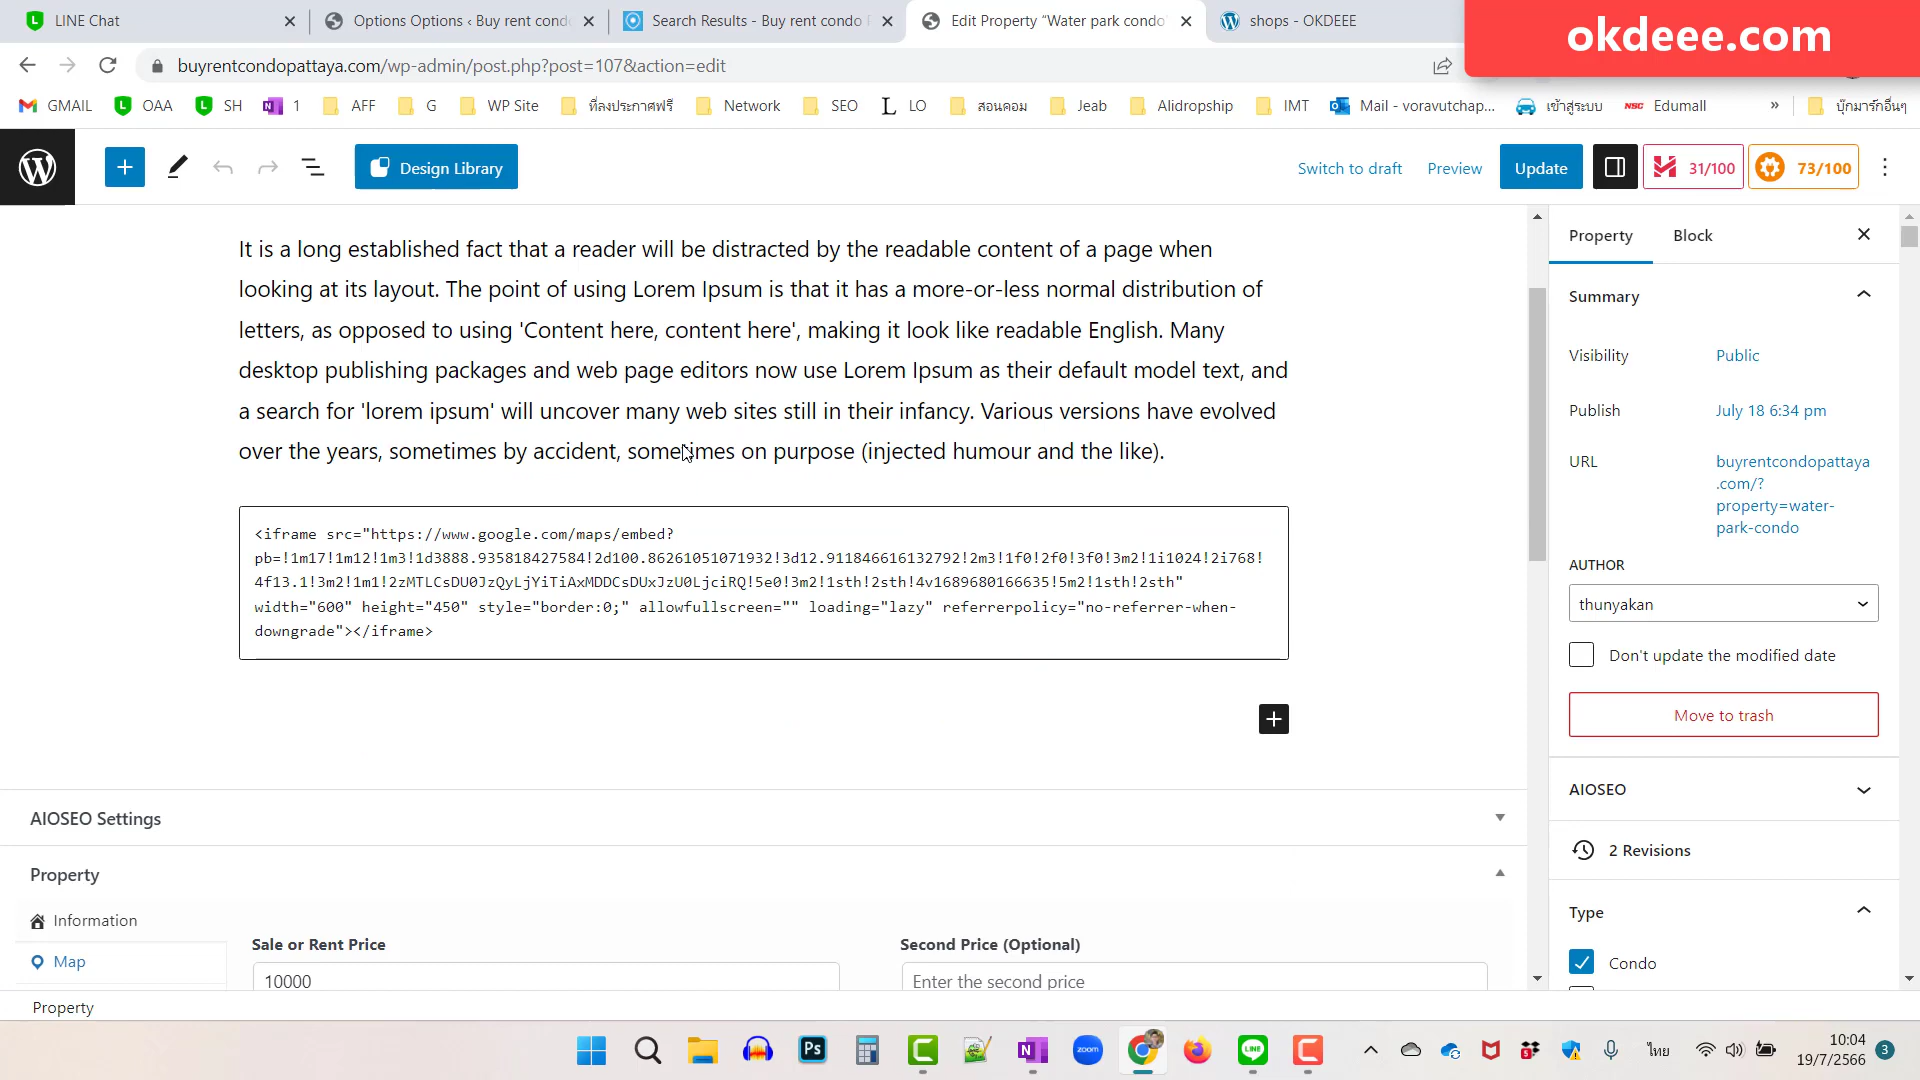 LINE Chat
Options Options ‹ Buy rent cond
Search Results - Buy rent condo P
Edit Property “Water park condo”
shops - OKDEEE
okdeee.com
buyrentcondopattaya.com/wp-admin/post.php?post=107&action=edit
GMAIL
OAA
SH
1
AFF
G
WP Site
ที่ลงประกาศฟรี
Network
SEO
LO
สอนคอม
Jeab
Alidropship
IMT
Mail - voravutchap...
เข้าสู่ระบบ
NSC Edumall
»
บุ๊กมาร์กอื่นๆ
Design Library
Switch to draft
Preview
Update
31/100
73/100
It is a long established fact that a reader will be distracted by the readable content of a page when
looking at its layout. The point of using Lorem Ipsum is that it has a more-or-less normal distribution of
letters, as opposed to using 'Content here, content here', making it look like readable English. Many
desktop publishing packages and web page editors now use Lorem Ipsum as their default model text, and
a search for 'lorem ipsum' will uncover many web sites still in their infancy. Various versions have evolved
over the years, sometimes by accident, sometimes on purpose (injected humour and the like).
<iframe src="https://www.google.com/maps/embed?
pb=!1m17!1m12!1m3!1d3888.935818427584!2d100.86261051071932!3d12.911846616132792!2m3!1f0!2f0!3f0!3m2!1i1024!2i768!
4f13.1!3m2!1m1!2zMTLCsDU0JzQyLjYiTiAxMDDCsDUxJzU0LjciRQ!5e0!3m2!1sth!2sth!4v1689680166635!5m2!1sth!2sth"
width="600" height="450" style="border:0;" allowfullscreen="" loading="lazy" referrerpolicy="no-referrer-when-
downgrade"></iframe>
AIOSEO Settings
Property
Information
Map
Sale or Rent Price
10000
Second Price (Optional)
Enter the second price
Property
Property
Block
Summary
Visibility
Public
Publish
July 18 6:34 pm
URL
buyrentcondopattaya
.com/?
property=water-
park-condo
AUTHOR
thunyakan
Don't update the modified date
Move to trash
AIOSEO
2 Revisions
Type
Condo
Ps
zoom
LINE
ไทย
10:04
19/7/2566
3